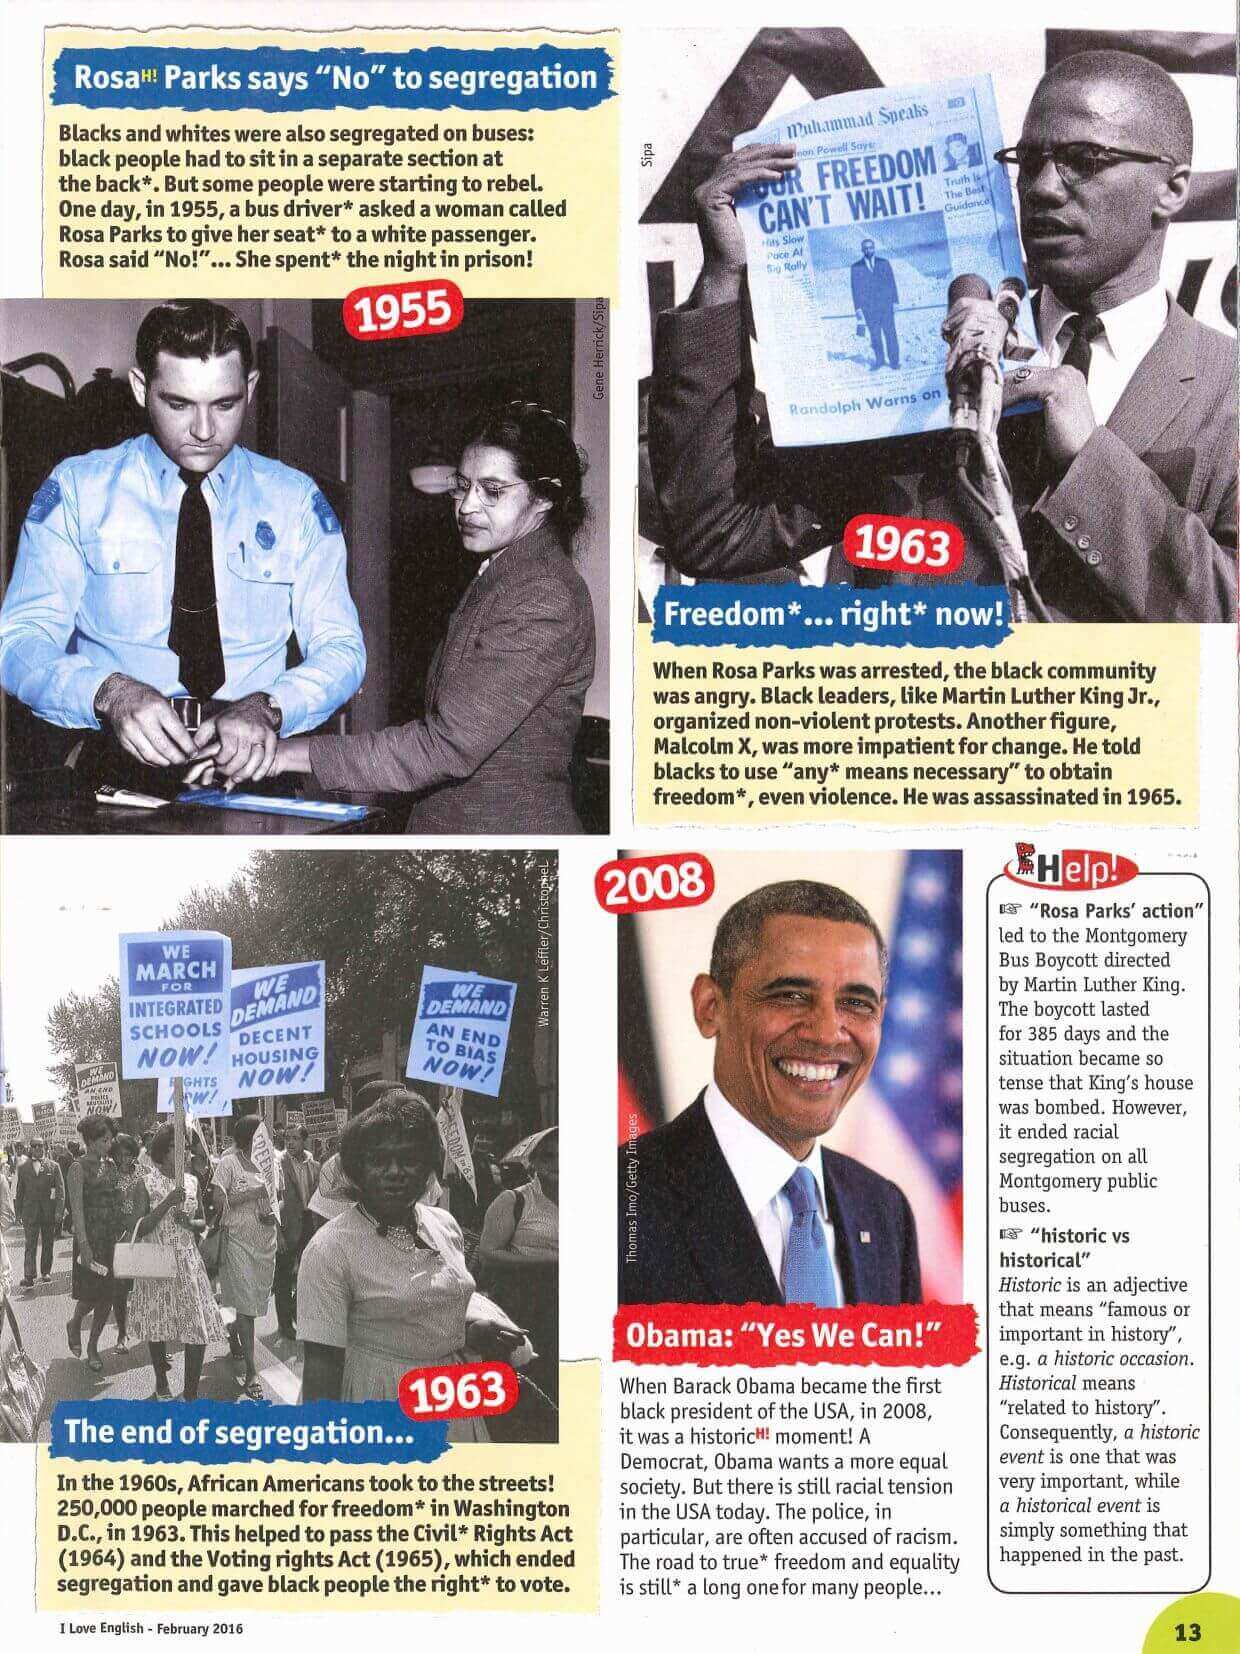 Rosa H! Parks says “No” to segregation
Blacks and whites were also segregated on buses:
black people had to sit in a separate section at
the back*. But some people were starting to rebel.
One day, in 1955, a bus driver* asked a woman called
Rosa Parks to give her seat* to a white passenger.
Rosa said “No!”... She spent* the night in prison!
1955
Gene Herrick/Sipa
Sipa
Muhammad Speaks
Powell Says:
OUR FREEDOM
CAN'T WAIT!
Truth Is
The Best
Guidance
Hits Slow
Pace At
Big Rally
Randolph Warns on
1963
Freedom*... right* now!
When Rosa Parks was arrested, the black community
was angry. Black leaders, like Martin Luther King Jr.,
organized non-violent protests. Another figure,
Malcolm X, was more impatient for change. He told
blacks to use “any* means necessary” to obtain
freedom*, even violence. He was assassinated in 1965.
WE
MARCH
FOR
INTEGRATED
SCHOOLS
NOW!
WE
DEMAND
DECENT
HOUSING
NOW!
WE
DEMAND
AN END
TO BIAS
NOW!
WE
DEMAND
AN END
POLICE
BRUTALITY
NOW!
Warren K Leffler/Christophel
1963
The end of segregation...
In the 1960s, African Americans took to the streets!
250,000 people marched for freedom* in Washington
D.C., in 1963. This helped to pass the Civil* Rights Act
(1964) and the Voting rights Act (1965), which ended
segregation and gave black people the right* to vote.
2008
Thomas Imo/Getty Images
Obama: “Yes We Can!”
When Barack Obama became the first
black president of the USA, in 2008,
it was a historic H! moment! A
Democrat, Obama wants a more equal
society. But there is still racial tension
in the USA today. The police, in
particular, are often accused of racism.
The road to true* freedom and equality
is still* a long one for many people...
Help!
☞ “Rosa Parks’ action”
led to the Montgomery
Bus Boycott directed
by Martin Luther King.
The boycott lasted
for 385 days and the
situation became so
tense that King's house
was bombed. However,
it ended racial
segregation on all
Montgomery public
buses.
☞ “historic vs
historical”
Historic is an adjective
that means “famous or
important in history”,
e.g. a historic occasion.
Historical means
“related to history”.
Consequently, a historic
event is one that was
very important, while
a historical event is
simply something that
happened in the past.
I Love English - February 2016
13